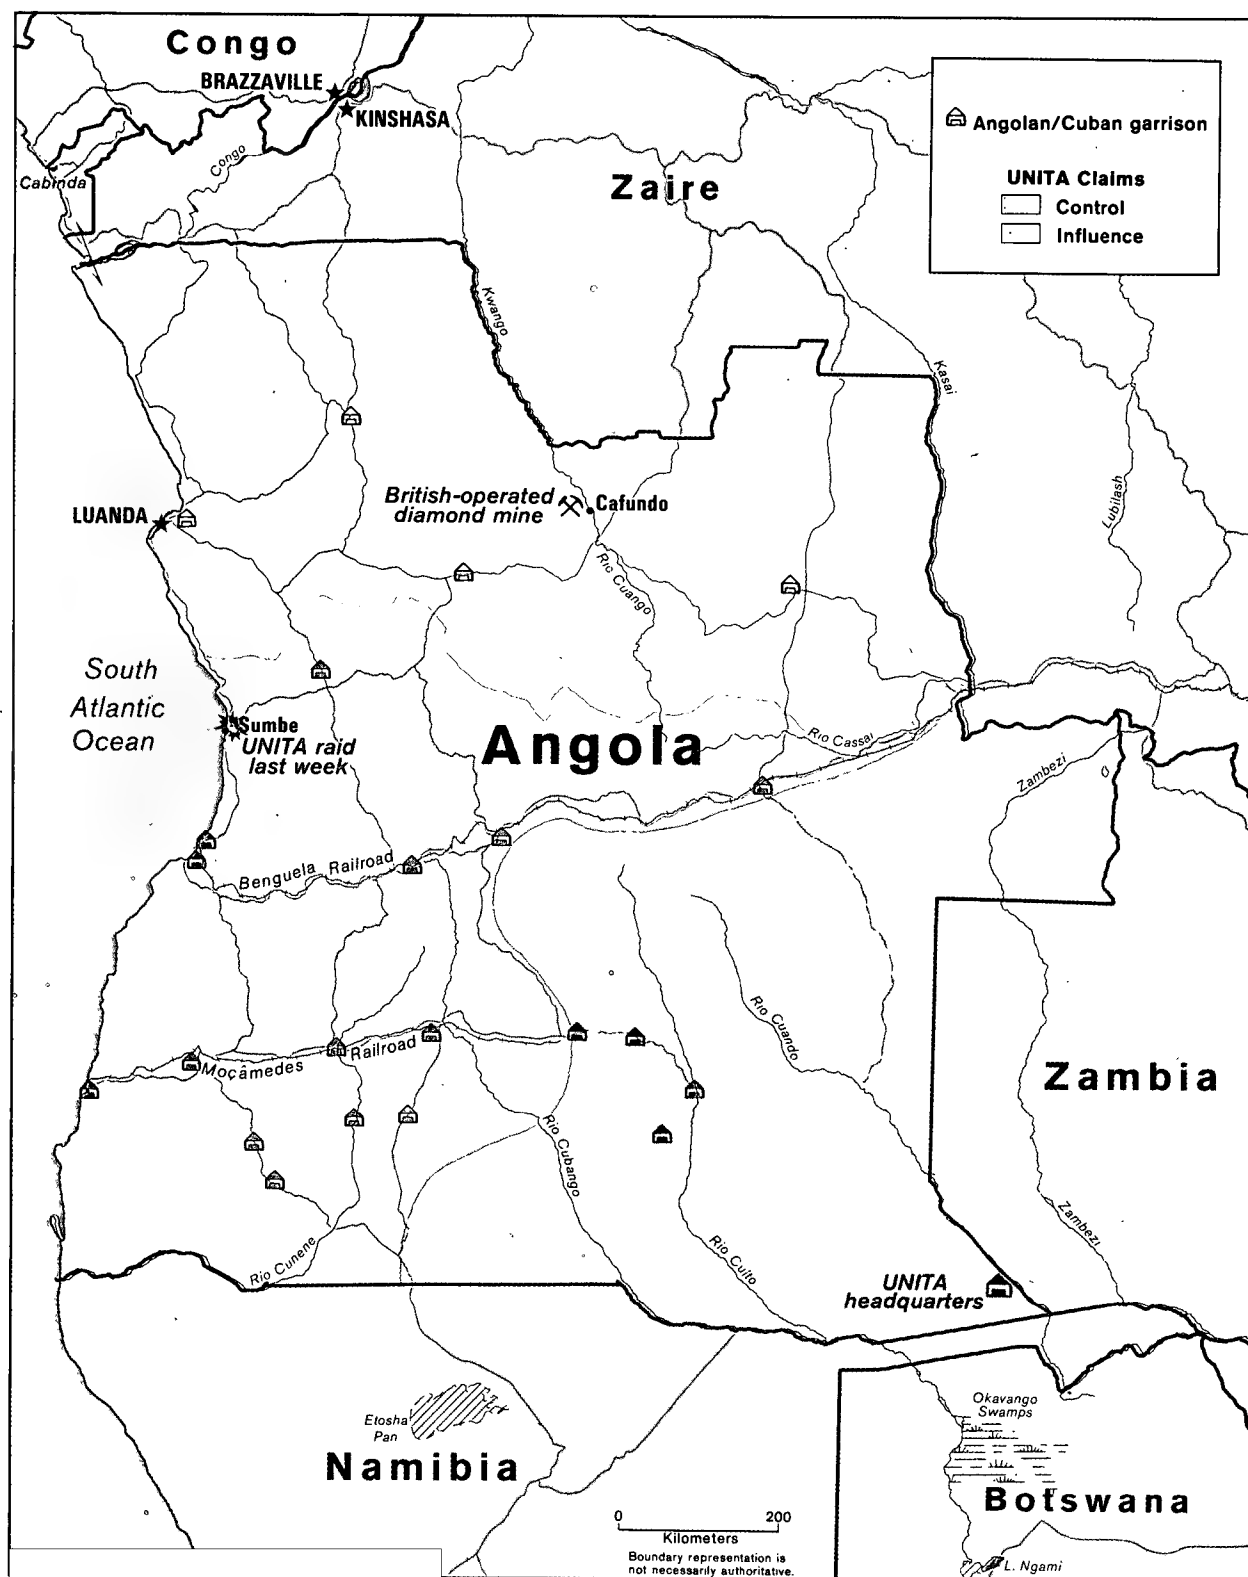 Congo
BRAZZAVILLE
KINSHASA
Angolan/Cuban garrison
UNITA Claims
Control
Influence
Cabinda
Congo
Zaire
Kwango
Kasai
Lubilash
British-operated
diamond mine
Cafundo
LUANDA
Rio Cuango
South
Atlantic
Ocean
Sumbe
UNITA raid
last week
Angola
Rio Cassai
Zambezi
Benguela Railroad
Rio Cuando
Moçâmedes
Railroad
Zambia
Rio Cubango
Zambezi
Rio Cunene
Rio Cuito
UNITA
headquarters
Etosha
Pan
Okavango
Swamps
Namibia
Botswana
0 200
Kilometers
Boundary representation is
not necessarily authoritative.
L. Ngami